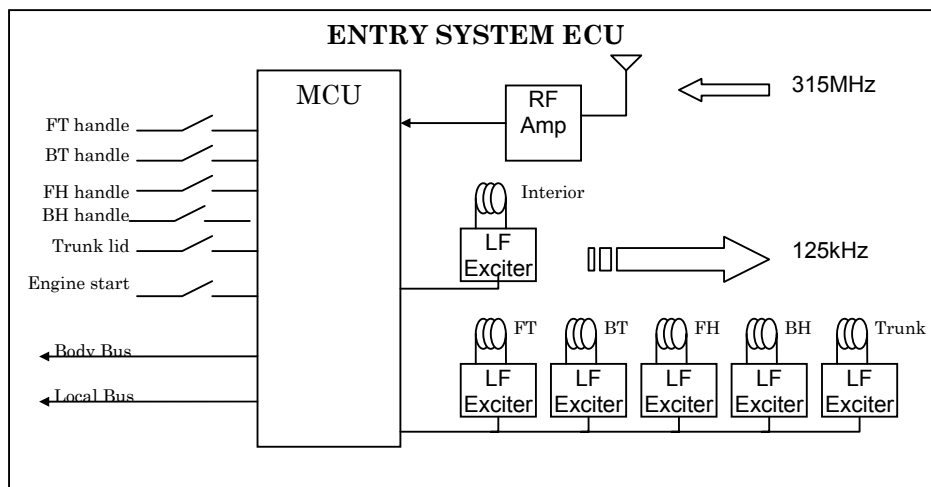 ENTRY SYSTEM ECU
MCU
RF
Amp
315MHz
FT handle
BT handle
FH handle
BH handle
Trunk lid
Engine start
Interior
LF
Exciter
125kHz
FT
BT
FH
BH
Trunk
LF
Exciter
LF
Exciter
LF
Exciter
LF
Exciter
LF
Exciter
Body Bus
Local Bus